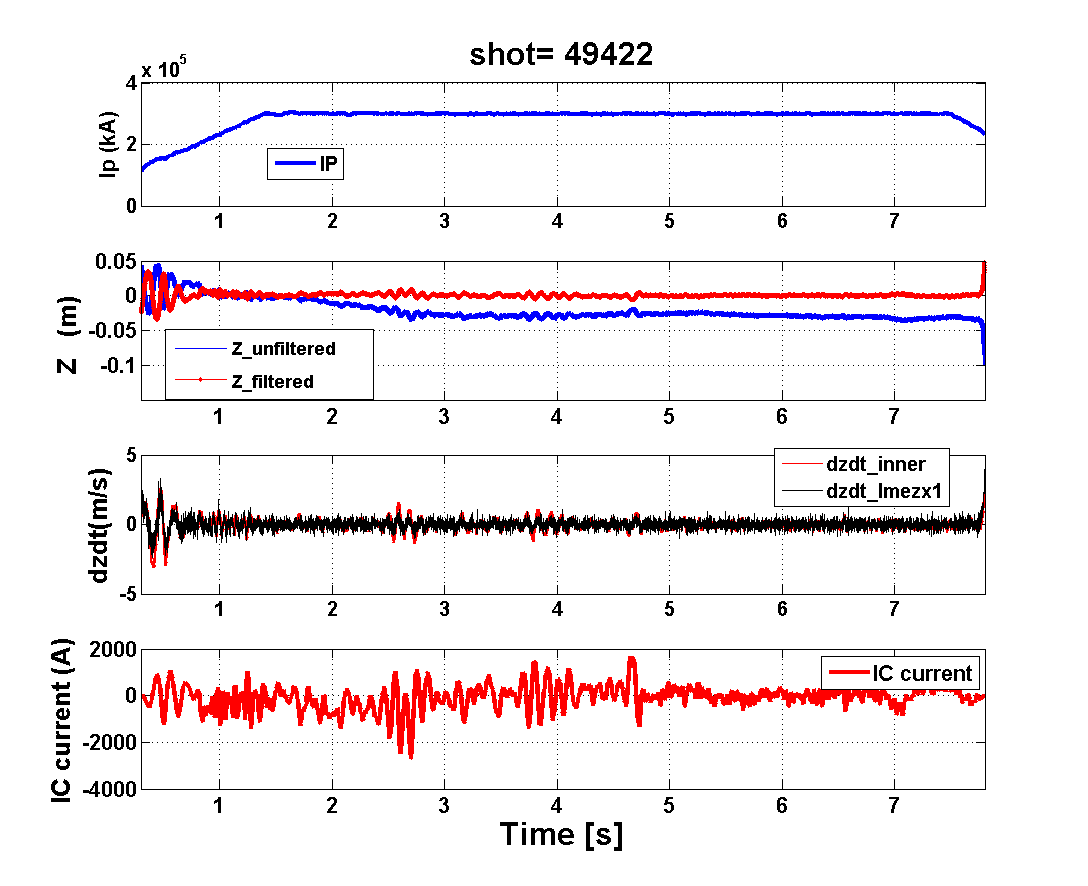 shot= 49422
x 10^5
4
2
0
Ip (kA)
IP
1 2 3 4 5 6 7
0.05
0
-0.05
-0.1
Z (m)
Z_unfiltered
Z_filtered
1 2 3 4 5 6 7
5
0
-5
dzdt(m/s)
dzdt_inner
dzdt_lmezx1
1 2 3 4 5 6 7
2000
0
-2000
-4000
IC current (A)
IC current
1 2 3 4 5 6 7
Time [s]